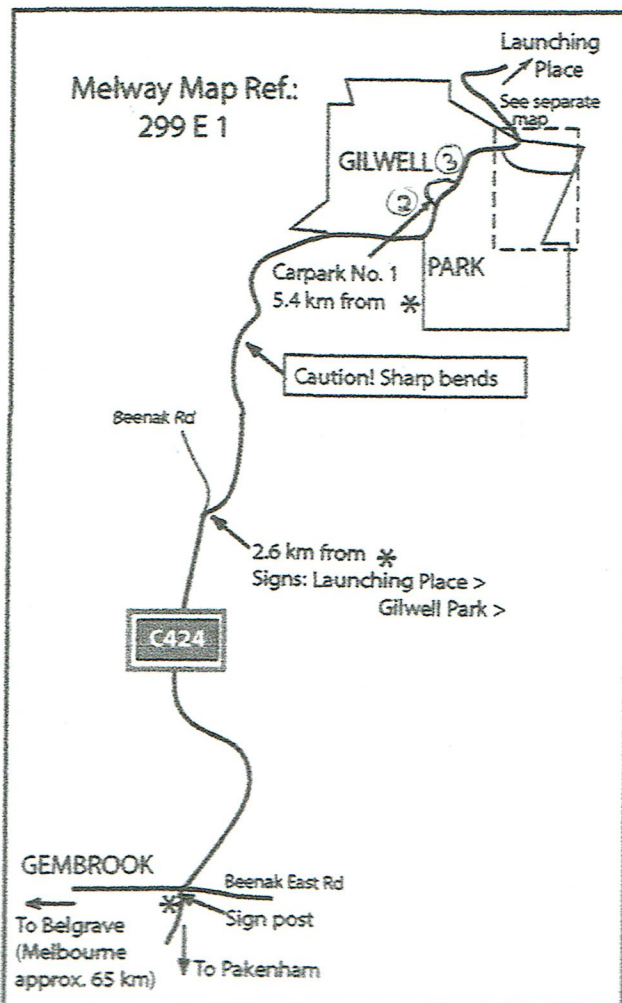 Launching
Place
Melway Map Ref.:
299 E 1
See separate
map
GILWELL
3
2
PARK
Carpark No. 1
5.4 km from *
Caution! Sharp bends
Beenak Rd
2.6 km from *
Signs: Launching Place >
Gilwell Park >
C424
GEMBROOK
Beenak East Rd
*
Sign post
To Belgrave
(Melbourne
approx. 65 km)
To Pakenham